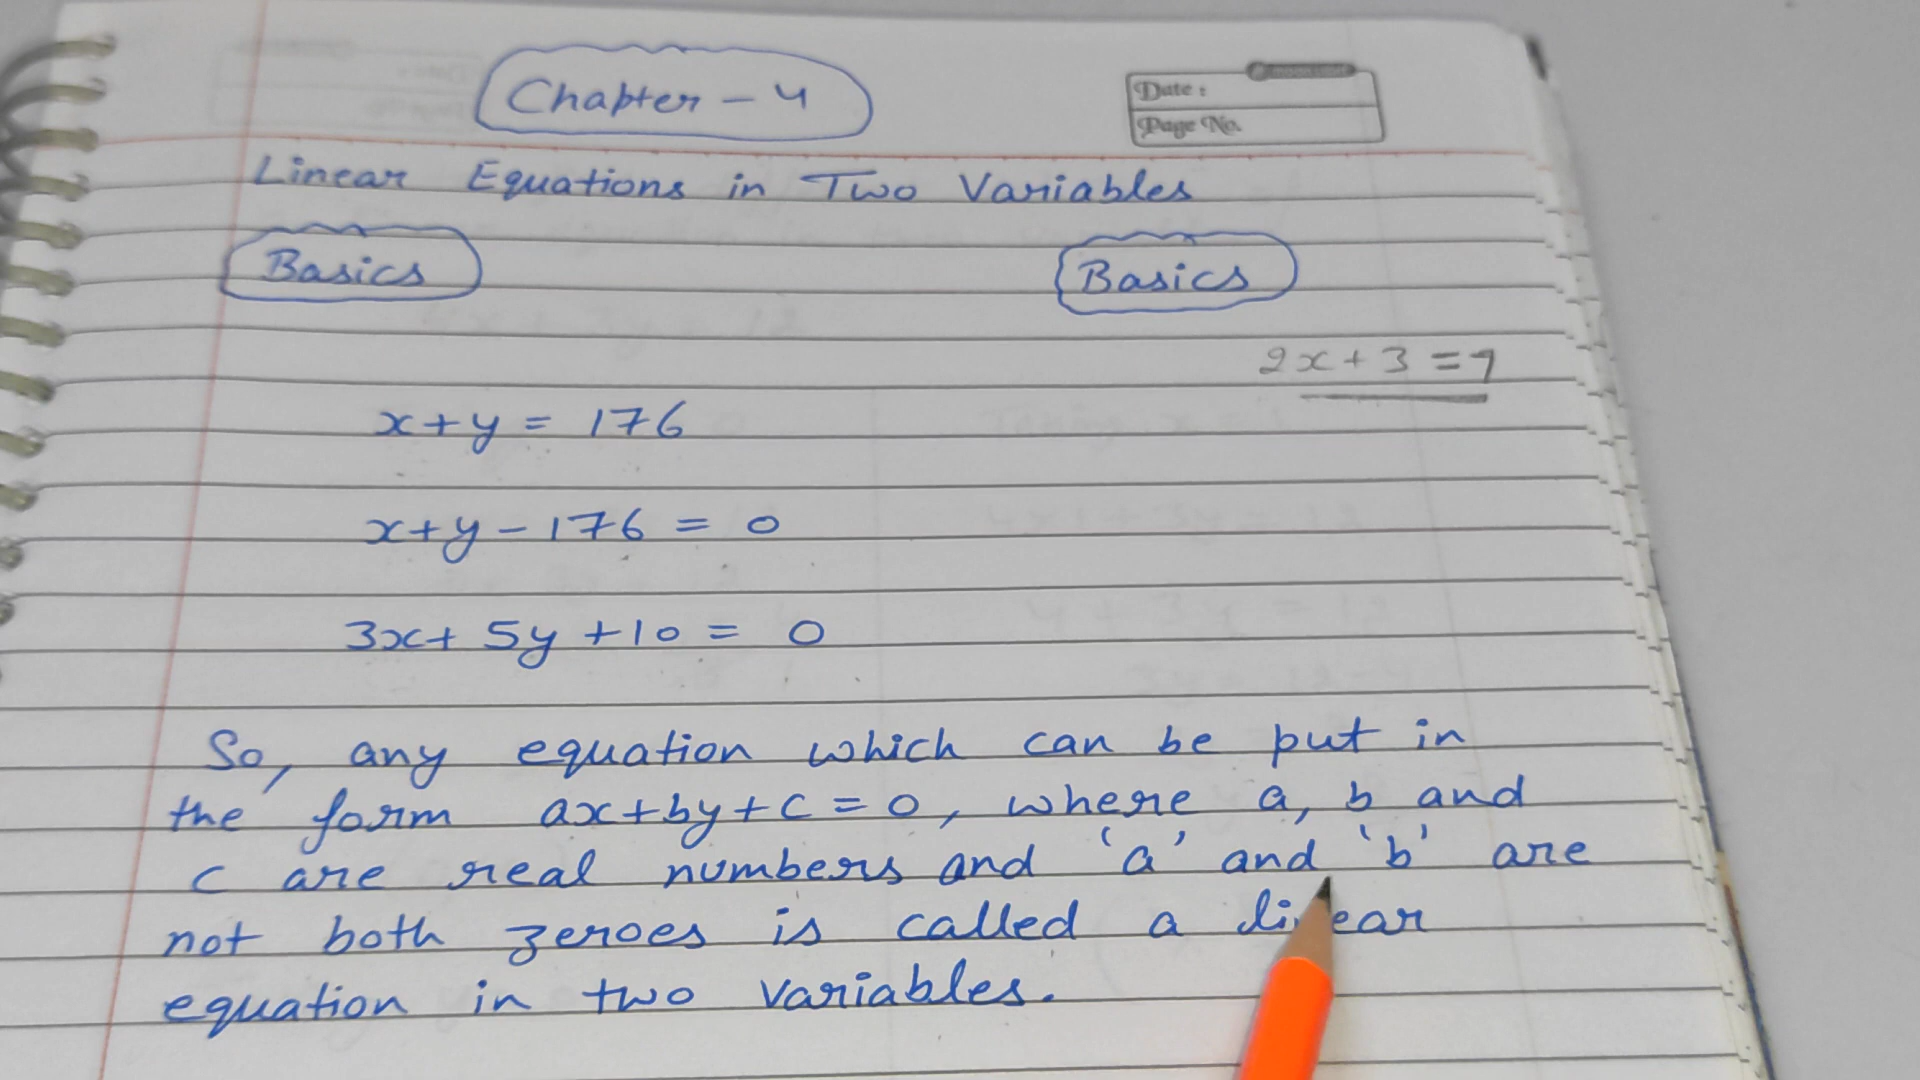 Chapter - 4
Date :
Page No.
Linear Equations in Two Variables
Basics
Basics
2x + 3 = 9
x + y = 176
x + y - 176 = 0
3x + 5y + 10 = 0
So, any equation which can be put in
the form ax + by + c = 0, where a, b and
c are real numbers and 'a' and 'b' are
not both zeroes is called a linear
equation in two variables.